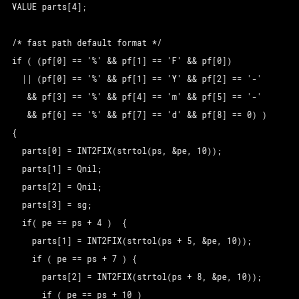 VALUE parts[4];
/* fast path default format */
if ( (pf[0] == '%' && pf[1] == 'F' && pf[0])
|| (pf[0] == '%' && pf[1] == 'Y' && pf[2] == '-'
&& pf[3] == '%' && pf[4] == 'm' && pf[5] == '-'
&& pf[6] == '%' && pf[7] == 'd' && pf[8] == 0) )
{
parts[0] = INT2FIX(strtol(ps, &pe, 10));
parts[1] = Qnil;
parts[2] = Qnil;
parts[3] = sg;
if( pe == ps + 4 )  {
parts[1] = INT2FIX(strtol(ps + 5, &pe, 10));
if ( pe == ps + 7 ) {
parts[2] = INT2FIX(strtol(ps + 8, &pe, 10));
if ( pe == ps + 10 )